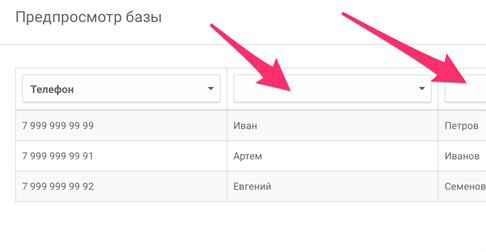 Предпросмотр базы
Телефон
7 999 999 99 99 Иван Петров
7 999 999 99 91 Артем Иванов
7 999 999 99 92 Евгений Семенов